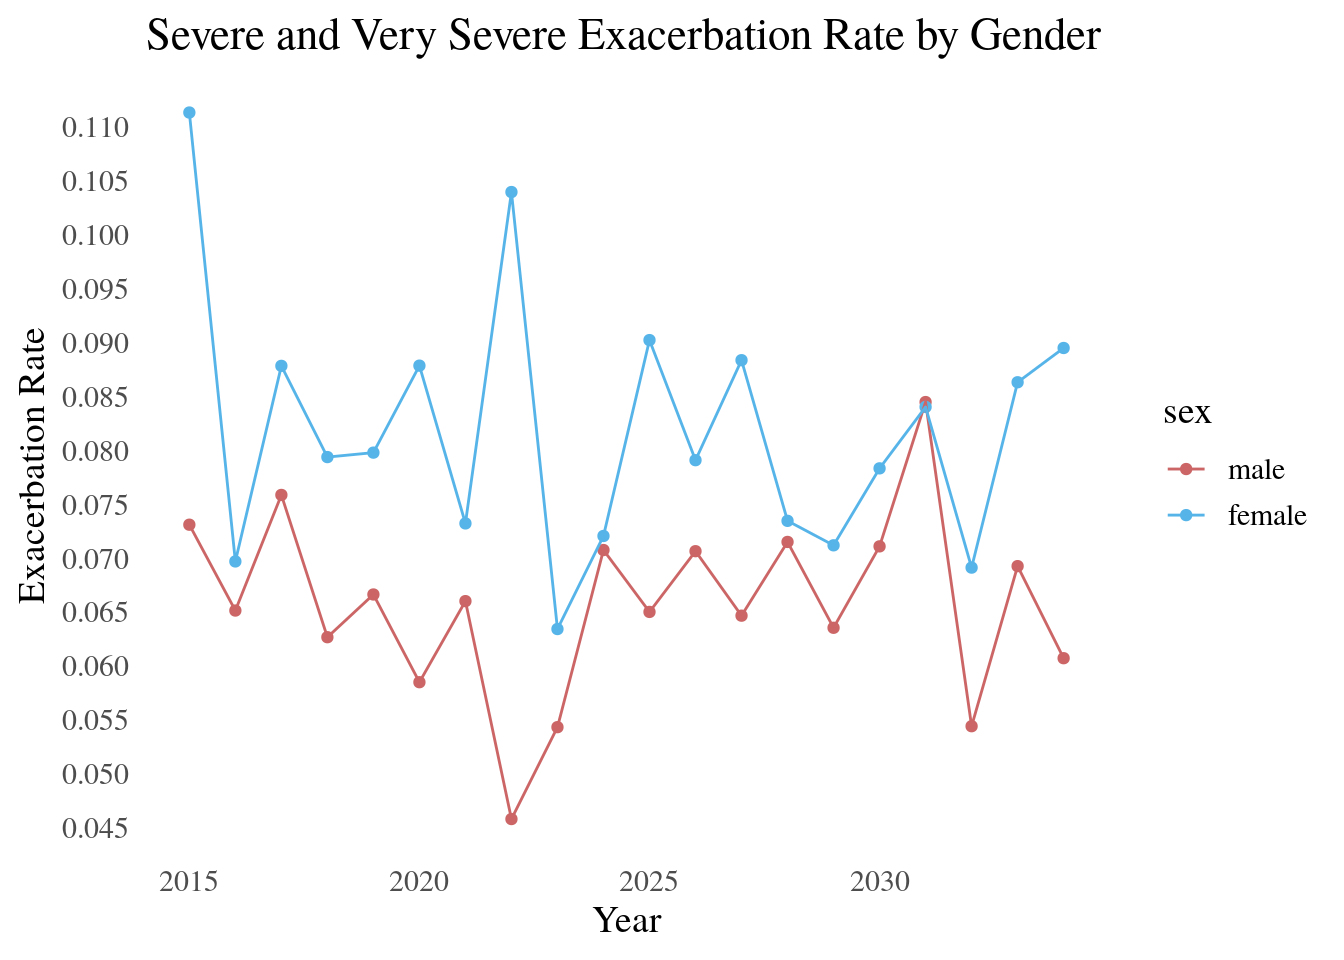 Severe and Very Severe Exacerbation Rate by Gender
0.110
0.105
0.100
0.095
0.090
0.085
0.080
0.075
0.070
0.065
0.060
0.055
0.050
0.045
Exacerbation Rate
2015 2020 2025 2030
Year
sex
male
female